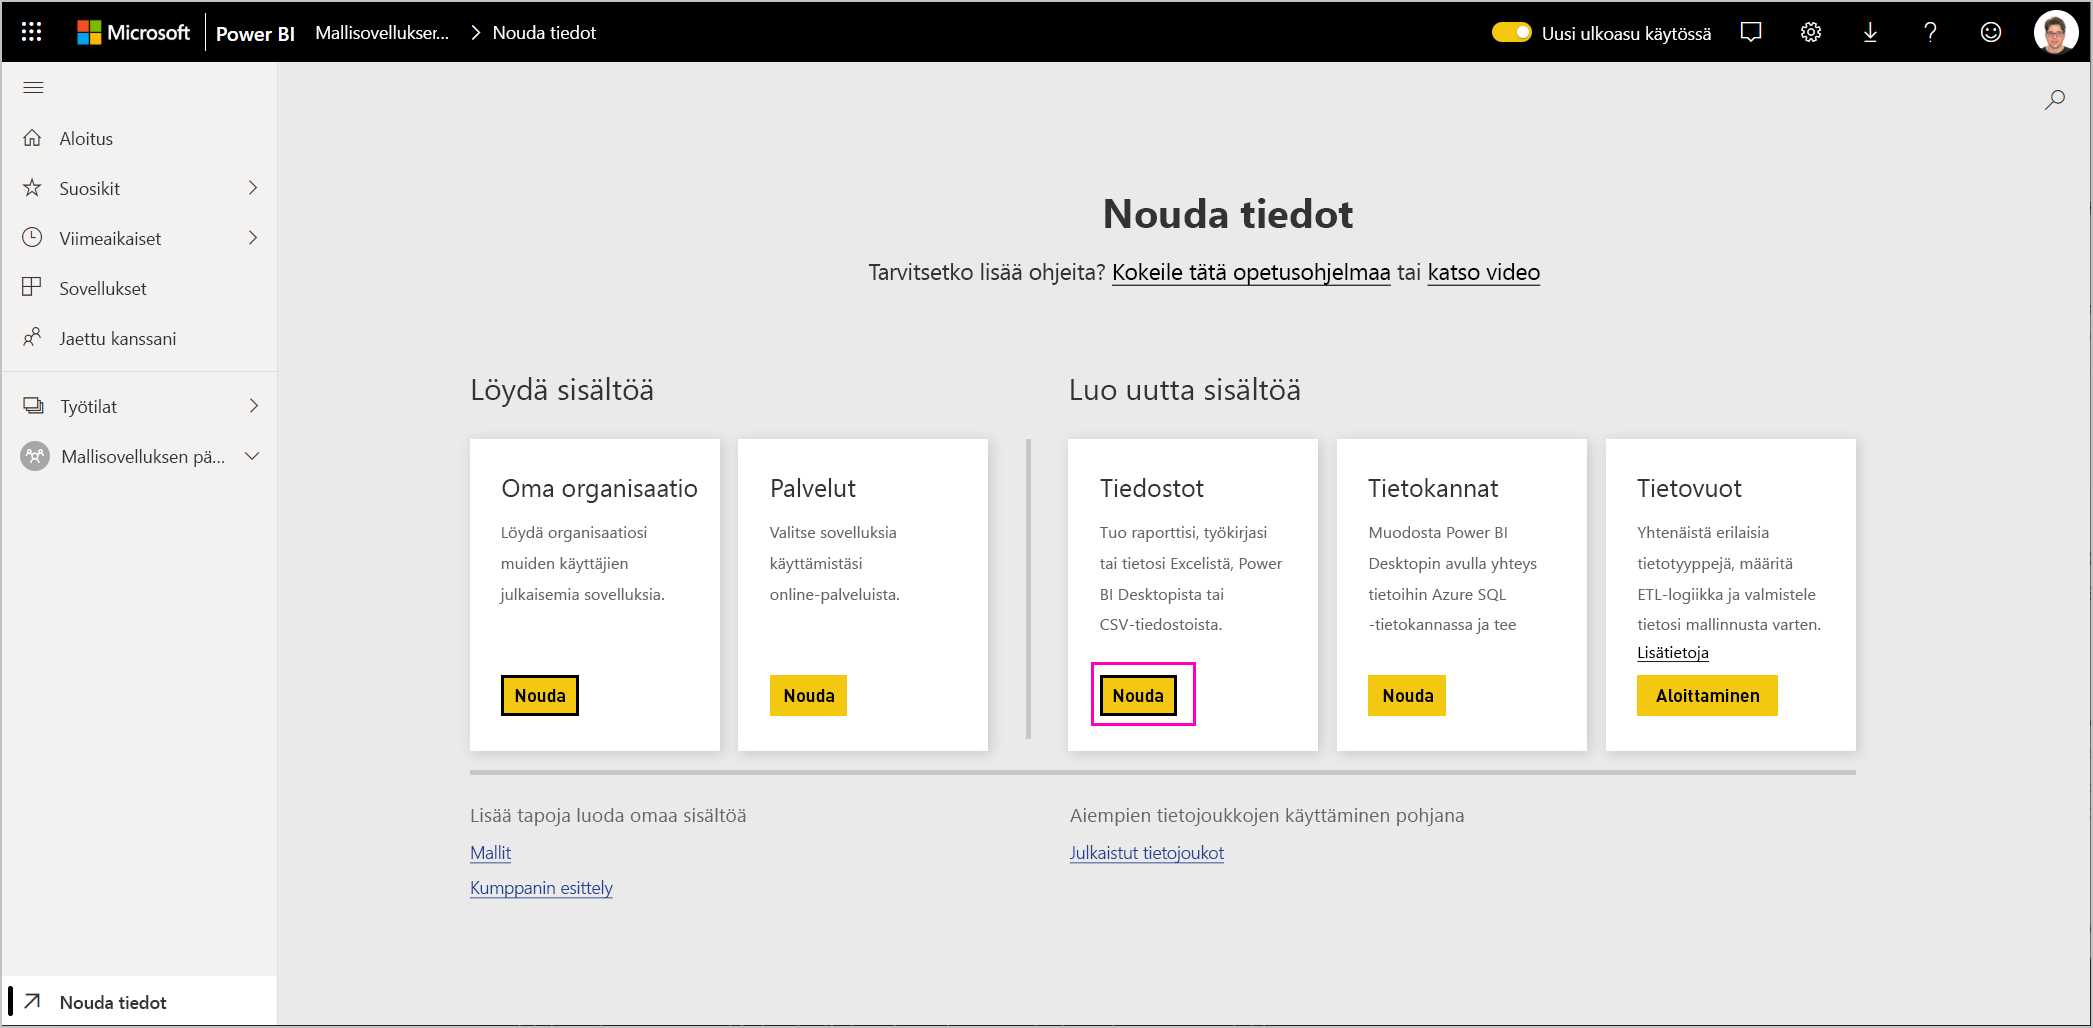 Microsoft Power BI Mallisovelluksеr... Nouda tiedot Uusi ulkoasu käytössä
Aloitus
Suosikit
Viimeaikaiset
Sovellukset
Jaettu kanssani
Työtilat
Mallisovelluksen pä...
Nouda tiedot
Nouda tiedot
Tarvitsetko lisää ohjeita? Kokeile tätä opetusohjelmaa tai katso video
Löydä sisältöä
Oma organisaatio
Löydä organisaatiosi
muiden käyttäjien
julkaisemia sovelluksia.
Nouda
Palvelut
Valitse sovelluksia
käyttämistäsi
online-palveluista.
Nouda
Luo uutta sisältöä
Tiedostot
Tuo raporttisi, työkirjasi
tai tietosi Excelistä, Power
BI Desktopista tai
CSV-tiedostoista.
Nouda
Tietokannat
Muodosta Power BI
Desktopin avulla yhteys
tietoihin Azure SQL
-tietokannassa ja tee
Nouda
Tietovuot
Yhtenäistä erilaisia
tietotyyppejä, määritä
ETL-logiikka ja valmistele
tietosi mallinnusta varten.
Lisätietoja
Aloittaminen
Lisää tapoja luoda omaa sisältöä
Mallit
Kumppanin esittely
Aiempien tietojoukkojen käyttäminen pohjana
Julkaistut tietojoukot